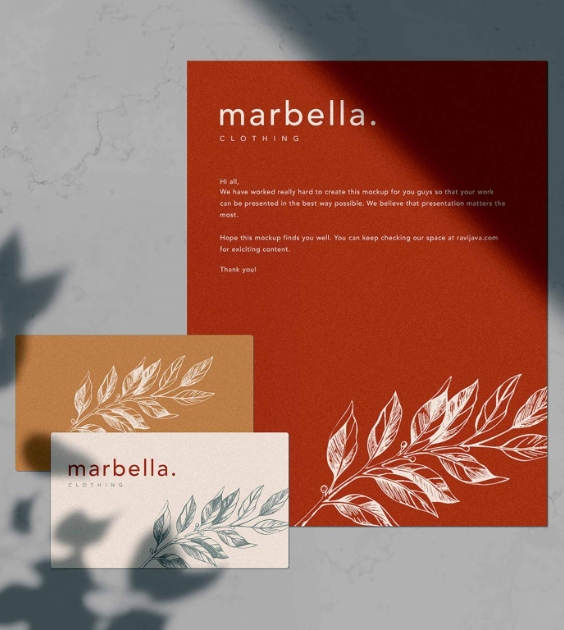 marbella.
CLOTHING
Hi all,
We have worked really hard to create this mockup for you guys so that your work
can be presented in the best way possible. We believe that presentation matters the
most.
Hope this mockup finds you well. You can keep checking our space at ravijava.com
for exiciting content.
Thank you!
marbella.
CLOTHING